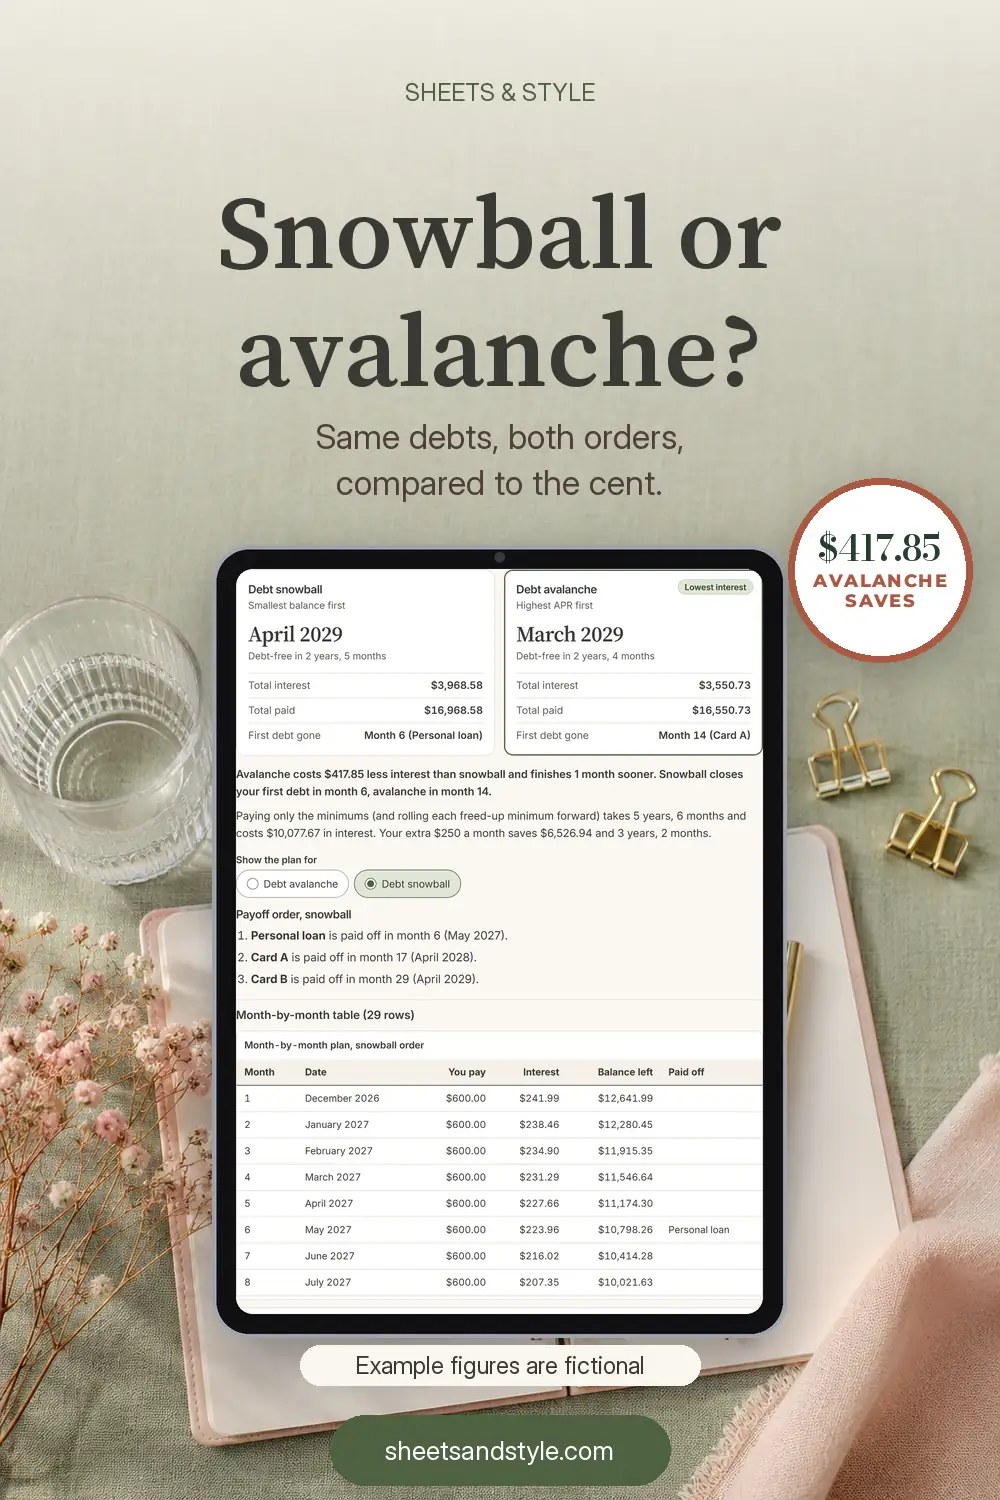 SHEETS & STYLE
Snowball or
avalanche?
Same debts, both orders,
compared to the cent.
$417.85
AVALANCHE
SAVES
Debt snowball
Smallest balance first
April 2029
Debt-free in 2 years, 5 months
Total interest $3,968.58
Total paid $16,968.58
First debt gone Month 6 (Personal loan)
Debt avalanche Lowest interest
Highest APR first
March 2029
Debt-free in 2 years, 4 months
Total interest $3,550.73
Total paid $16,550.73
First debt gone Month 14 (Card A)
Avalanche costs $417.85 less interest than snowball and finishes 1 month sooner. Snowball closes
your first debt in month 6, avalanche in month 14.
Paying only the minimums (and rolling each freed-up minimum forward) takes 5 years, 6 months and
costs $10,077.67 in interest. Your extra $250 a month saves $6,526.94 and 3 years, 2 months.
Show the plan for
Debt avalanche Debt snowball
Payoff order, snowball
1. Personal loan is paid off in month 6 (May 2027).
2. Card A is paid off in month 17 (April 2028).
3. Card B is paid off in month 29 (April 2029).
Month-by-month table (29 rows)
Month-by-month plan, snowball order
Month Date You pay Interest Balance left Paid off
1 December 2026 $600.00 $241.99 $12,641.99
2 January 2027 $600.00 $238.46 $12,280.45
3 February 2027 $600.00 $234.90 $11,915.35
4 March 2027 $600.00 $231.29 $11,546.64
5 April 2027 $600.00 $227.66 $11,174.30
6 May 2027 $600.00 $223.96 $10,798.26 Personal loan
7 June 2027 $600.00 $216.02 $10,414.28
8 July 2027 $600.00 $207.35 $10,021.63
Example figures are fictional
sheetsandstyle.com